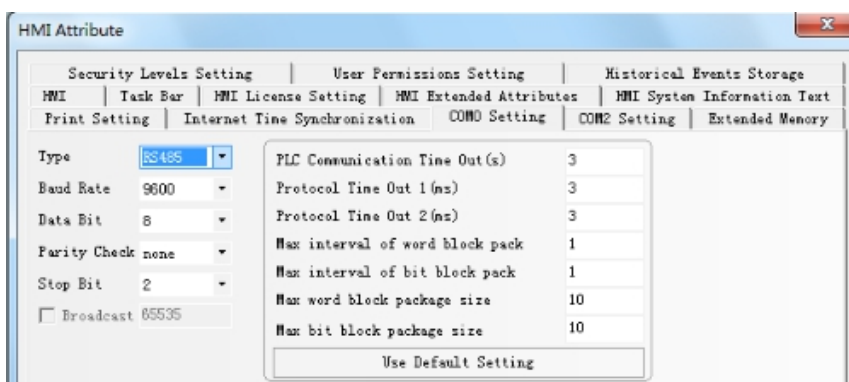 HMI Attribute
Security Levels Setting | User Permissions Setting | Historical Events Storage
HMI | Task Bar | HMI License Setting | HMI Extended Attributes | HMI System Information Text
Print Setting | Internet Time Synchronization | COM0 Setting | COM2 Setting | Extended Memory
Type RS485 PLC Communication Time Out(s) 3
Baud Rate 9600 Protocol Time Out 1(ms) 3
Data Bit 8 Protocol Time Out 2(ms) 3
Parity Check none Max interval of word block pack 1
Stop Bit 2 Max interval of bit block pack 1
Broadcast 65535 Max word block package size 10
Max bit block package size 10
Use Default Setting